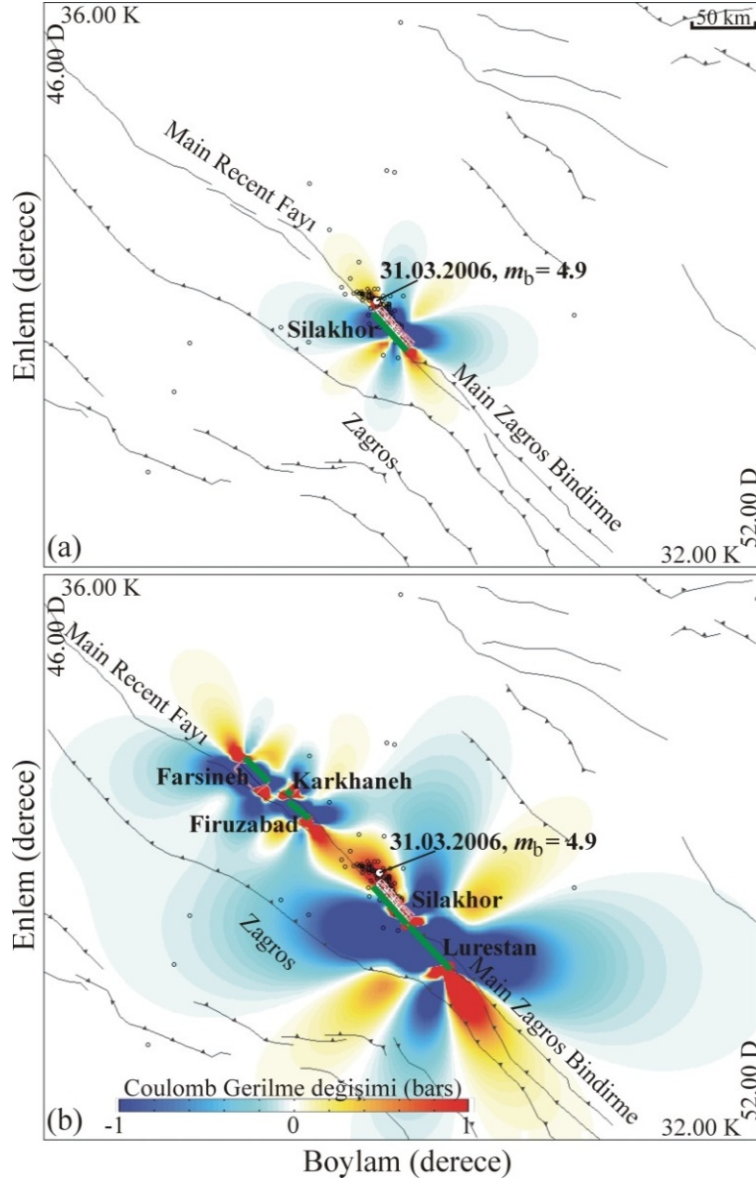 36.00 K
50 km
46.00 D
Main Recent Fayı
31.03.2006, mb= 4.9
Silakhor
Main Zagros Bindirme
Zagros
Enlem (derece)
(a)
52.00 D
32.00 K
36.00 K
46.00 D
Main Recent Fayı
Farsineh
Karkhaneh
Firuzabad
31.03.2006, mb= 4.9
Silakhor
Zagros
Lurestan
Main Zagros Bindirme
Enlem (derece)
Coulomb Gerilme değişimi (bars)
-1 0 1
(b)
52.00 D
32.00 K
Boylam (derece)